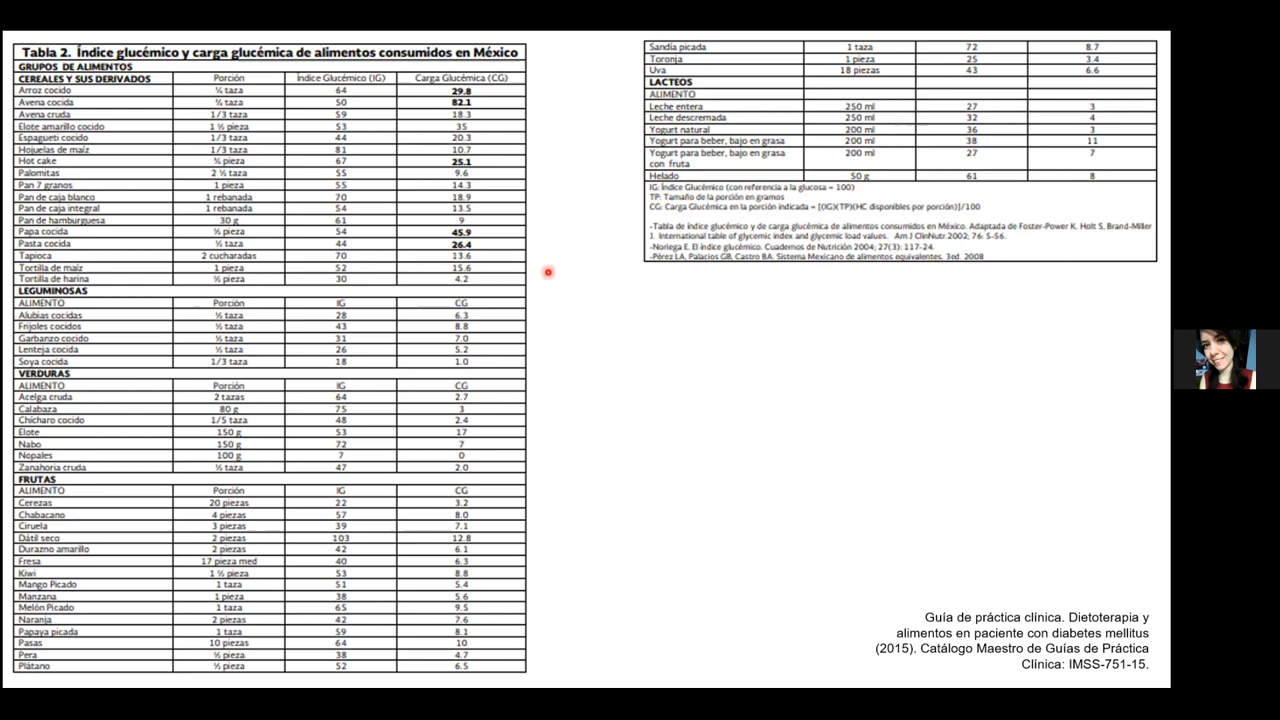 Tabla 2. Índice glucémico y carga glucémica de alimentos consumidos en México
GRUPOS DE ALIMENTOS
CEREALES Y SUS DERIVADOS Porción Índice Glucémico (IG) Carga Glucémica (CG)
Arroz cocido taza 64 29.8
Avena cocida taza 50 82.1
Avena cruda 1/3 taza 59 18.3
Elote amarillo cocido 1 ½ pieza 53 35
Espagueti cocido 1/3 taza 44 20.3
Hojuelas de maíz 1/3 taza 81 10.7
Hot cake pieza 67 25.1
Palomitas 2 ½ taza 55 9.6
Pan 7 granos 1 pieza 55 14.3
Pan de caja blanco 1 rebanada 70 18.9
Pan de caja integral 1 rebanada 54 13.5
Pan de hamburguesa 30 g 61 9
Papa cocida ½ pieza 54 45.9
Pasta cocida ½ taza 44 26.4
Tapioca 2 cucharadas 70 13.6
Tortilla de maíz 1 pieza 52 15.6
Tortilla de harina ½ pieza 30 4.2
LEGUMINOSAS
ALIMENTO Porción IG CG
Alubias cocidas ½ taza 28 6.3
Frijoles cocidos ½ taza 43 8.8
Garbanzo cocido ½ taza 31 7.0
Lenteja cocida ½ taza 26 5.2
Soya cocida 1/3 taza 18 1.0
VERDURAS
ALIMENTO Porción IG CG
Acelga cruda 2 tazas 64 2.7
Calabaza 80 g 75 3
Chícharo cocido 1/5 taza 48 2.4
Elote 150 g 53 17
Nabo 150 g 72 7
Nopales 100 g 7 0
Zanahoria cruda ½ taza 47 2.0
FRUTAS
ALIMENTO Porción IG CG
Cerezas 20 piezas 22 3.2
Chabacano 4 piezas 57 8.0
Ciruela 3 piezas 39 7.1
Dátil seco 2 piezas 103 12.8
Durazno amarillo 2 piezas 42 6.1
Fresa 17 pieza med 40 6.3
Kiwi 1 ½ pieza 53 8.8
Mango Picado 1 taza 51 5.4
Manzana 1 pieza 38 5.6
Melón Picado 1 taza 65 9.5
Naranja 2 piezas 42 7.6
Papaya picada 1 taza 59 8.1
Pasas 10 piezas 64 10
Pera ½ pieza 38 4.7
Plátano ½ pieza 52 6.5
Sandía picada 1 taza 72 8.7
Toronja 1 pieza 25 3.4
Uva 18 piezas 43 6.6
LACTEOS
ALIMENTO
Leche entera 250 ml 27 3
Leche descremada 250 ml 32 4
Yogurt natural 200 ml 36 3
Yogurt para beber, bajo en grasa 200 ml 38 11
Yogurt para beber, bajo en grasa 200 ml 27 7
con fruta
Helado 50 g 61 8
IG: Índice Glucémico (con referencia a la glucosa = 100)
TP: Tamaño de la porción en gramos
CG: Carga Glucémica en la porción indicada = [(IG)(TP)(HC disponibles por porción)]/100
-Tabla de índice glucémico y de carga glucémica de alimentos consumidos en México. Adaptada de Foster-Power K. Holt S, Brand-Miller
J. International table of glycemic index and glycemic load values. Am J ClinNutr.2002; 76: 5-56.
-Noriega E. El índice glucémico. Cuadernos de Nutrición 2004; 27(3): 117-24.
-Pérez LA, Palacios GB, Castro BA. Sistema Mexicano de alimentos equivalentes. 3ed. 2008
Guía de práctica clínica. Dietoterapia y
alimentos en paciente con diabetes mellitus
(2015). Catálogo Maestro de Guías de Práctica
Clínica: IMSS-751-15.